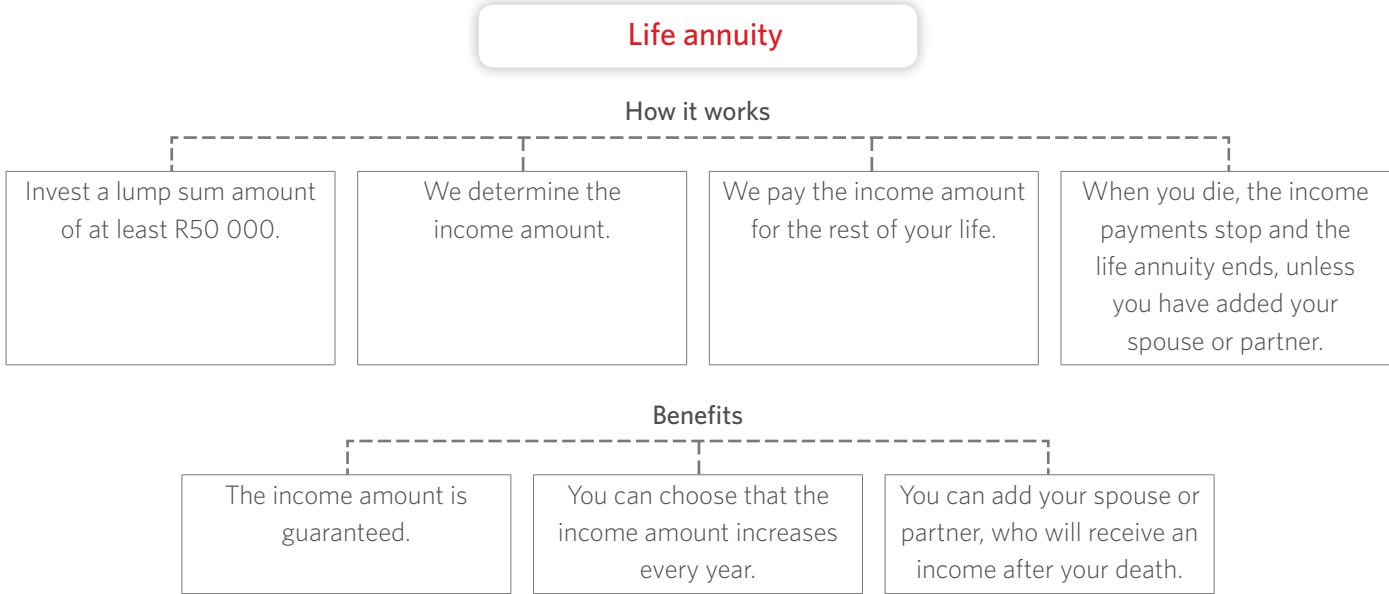 Life annuity
How it works
Invest a lump sum amount
of at least R50 000.
We determine the
income amount.
We pay the income amount
for the rest of your life.
When you die, the income
payments stop and the
life annuity ends, unless
you have added your
spouse or partner.
Benefits
The income amount is
guaranteed.
You can choose that the
income amount increases
every year.
You can add your spouse or
partner, who will receive an
income after your death.